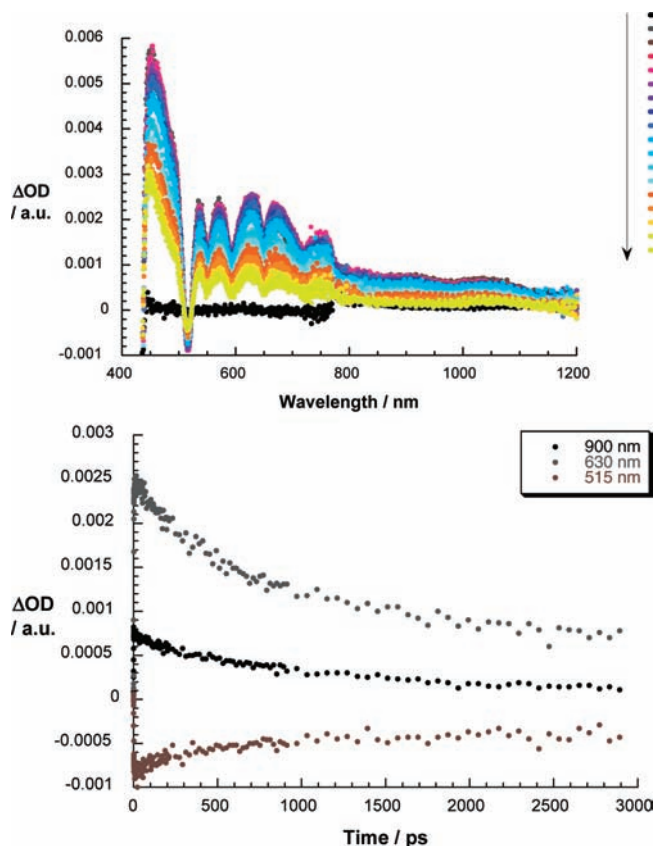 0.006
0.005
0.004
0.003
ΔOD
/ a.u.
0.002
0.001
0
-0.001
400 600 800 1000 1200
Wavelength / nm
0.003
0.0025
0.002
0.0015
ΔOD
/ a.u.
0.001
0.0005
0
-0.0005
-0.001
900 nm
630 nm
515 nm
0 500 1000 1500 2000 2500 3000
Time / ps